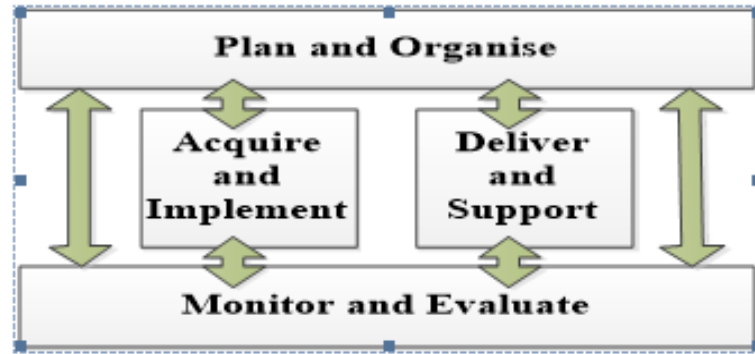 Plan and Organise
Acquire
and
Implement
Deliver
and
Support
Monitor and Evaluate